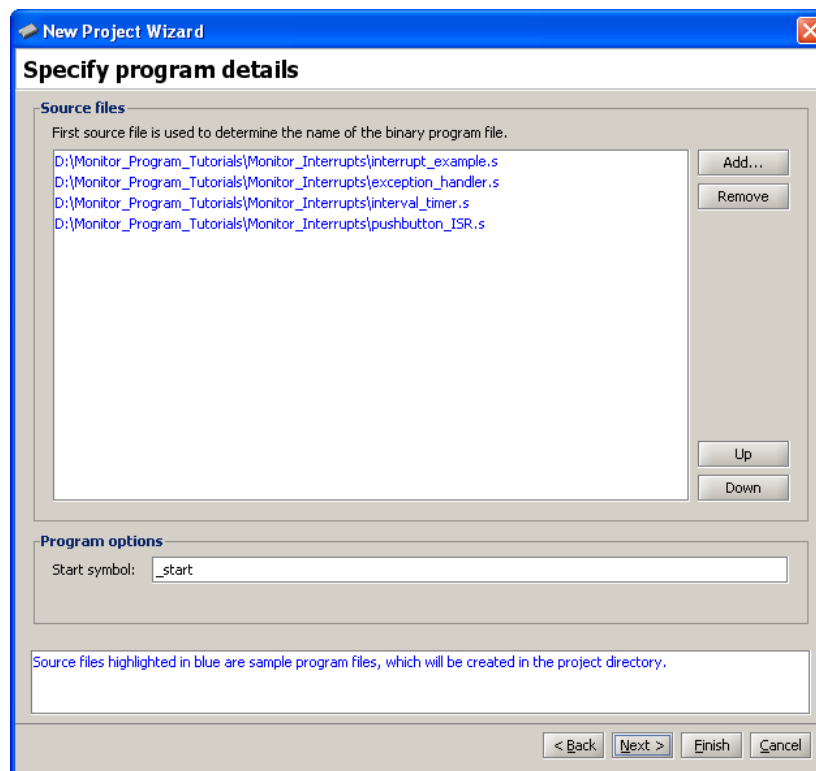 New Project Wizard
Specify program details
Source files
First source file is used to determine the name of the binary program file.
D:\Monitor_Program_Tutorials\Monitor_Interrupts\interrupt_example.s
D:\Monitor_Program_Tutorials\Monitor_Interrupts\exception_handler.s
D:\Monitor_Program_Tutorials\Monitor_Interrupts\interval_timer.s
D:\Monitor_Program_Tutorials\Monitor_Interrupts\pushbutton_ISR.s
Add...
Remove
Up
Down
Program options
Start symbol: _start
Source files highlighted in blue are sample program files, which will be created in the project directory.
< Back Next > Finish Cancel